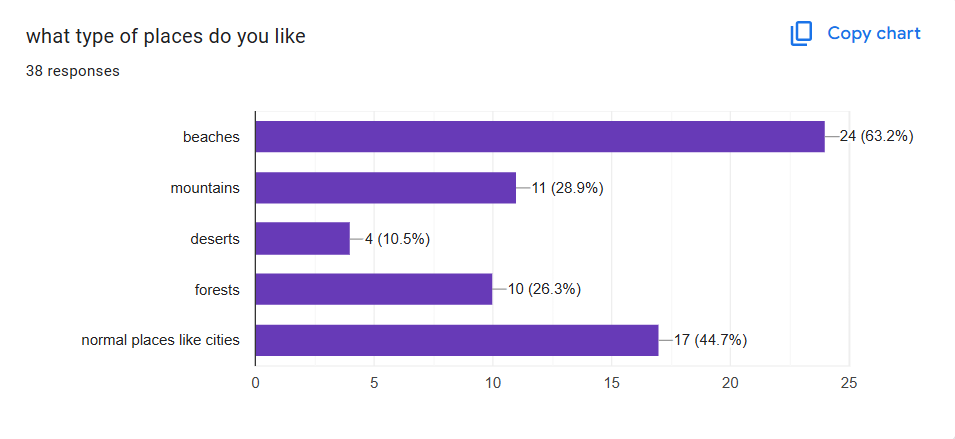 what type of places do you like
Copy chart
38 responses
beaches 24 (63.2%)
mountains 11 (28.9%)
deserts 4 (10.5%)
forests 10 (26.3%)
normal places like cities 17 (44.7%)
0 5 10 15 20 25